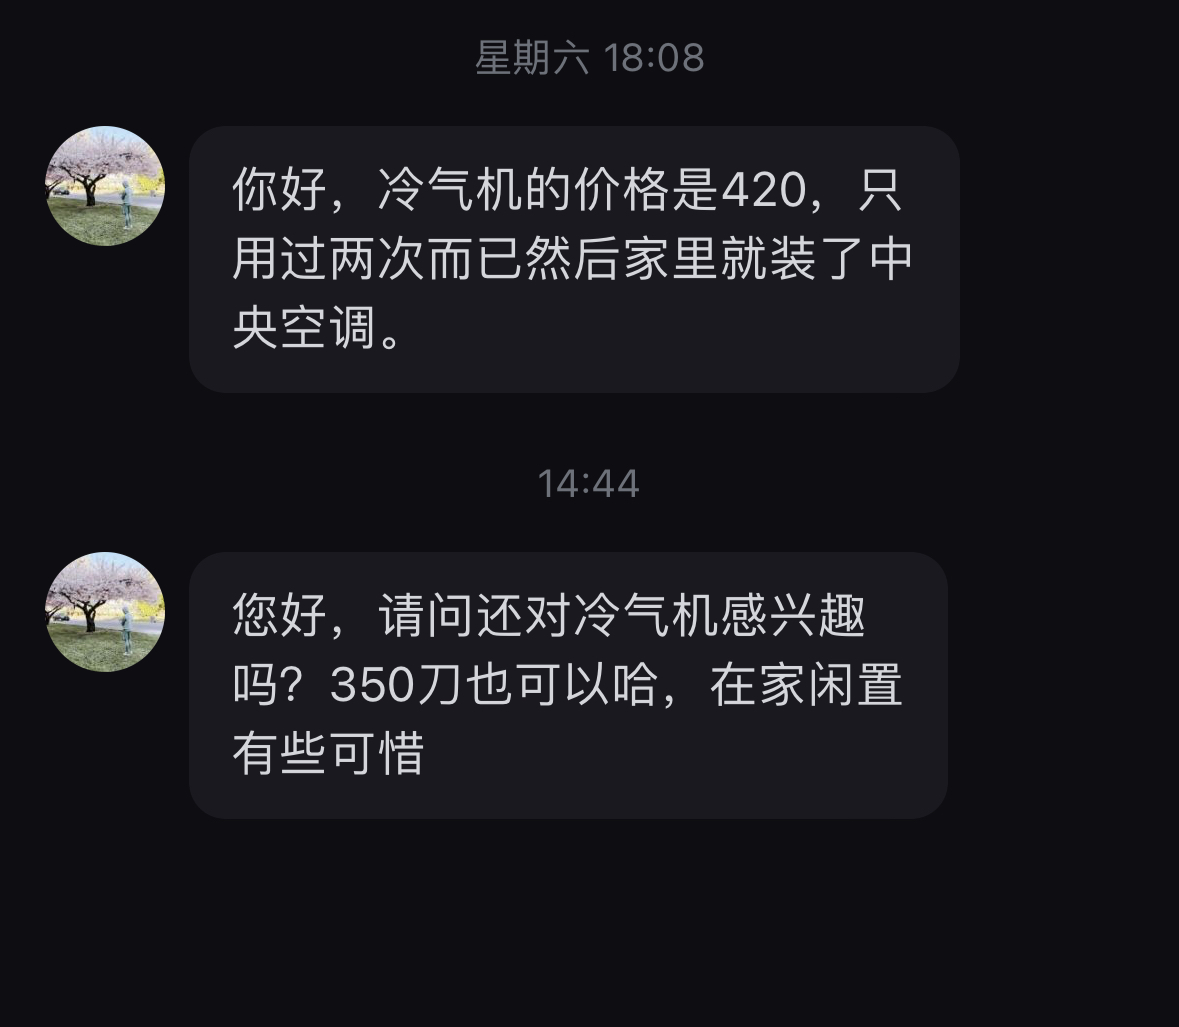 星期六 18:08
你好，冷气机的价格是420，只
用过两次而已然后家里就装了中
央空调。
14:44
您好，请问还对冷气机感兴趣
吗？350刀也可以哈，在家闲置
有些可惜